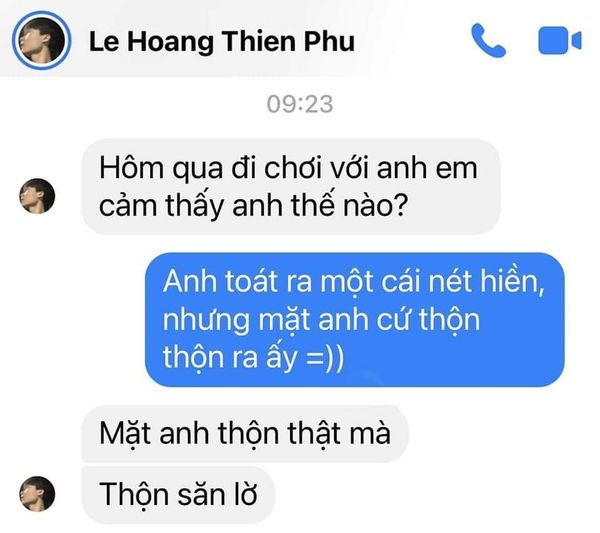 Le Hoang Thien Phu
09:23
Hôm qua đi chơi với anh em
cảm thấy anh thế nào?
Anh toát ra một cái nét hiền,
nhưng mặt anh cứ thộn
thộn ra ấy =))
Mặt anh thộn thật mà
Thộn săn lờ